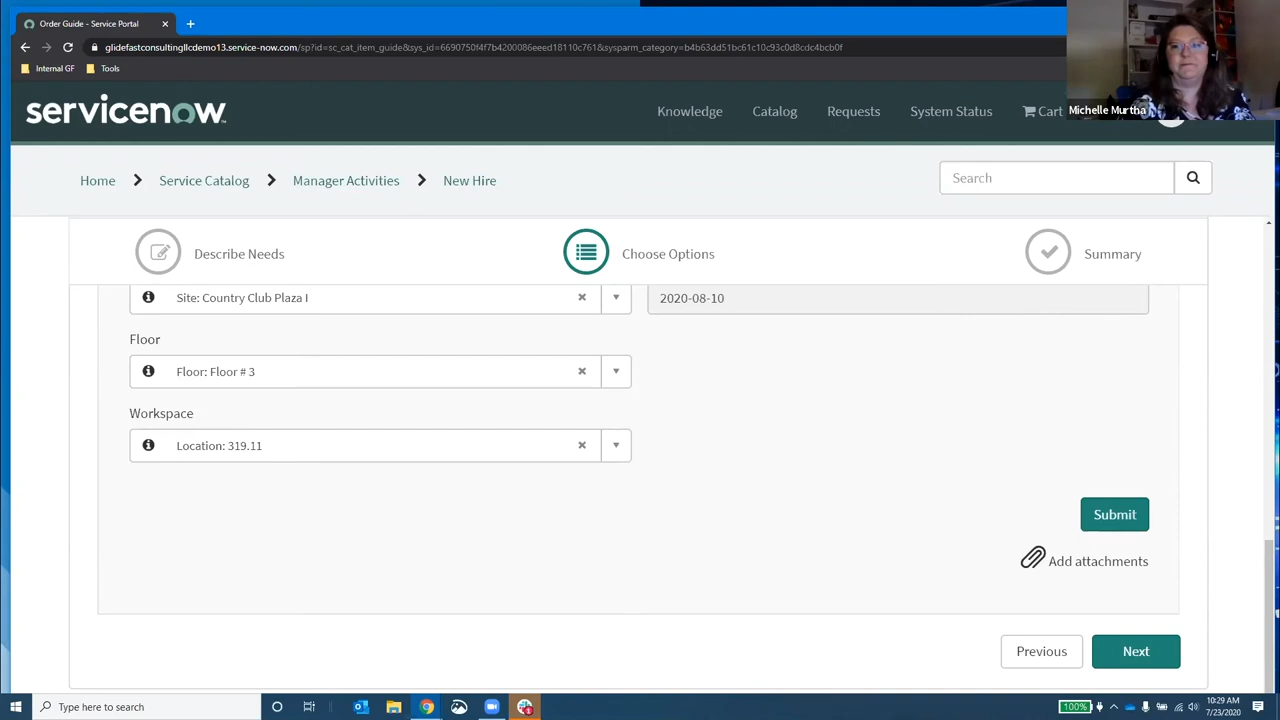 Order Guide - Service Portal
glidefastconsultingllcdemo13.service-now.com/sp?id=sc_cat_item_guide&sys_id=6690750f4f7b4200086eeed18110c761&sysparm_category=b4b63dd51bc61c10c93c0d8cdc4bcb0f
Internal GF
Tools
servicenow
Knowledge
Catalog
Requests
System Status
Cart
Michelle Murtha
Home
Service Catalog
Manager Activities
New Hire
Search
Describe Needs
Choose Options
Summary
Site: Country Club Plaza I
2020-08-10
Floor
Floor: Floor # 3
Workspace
Location: 319.11
Submit
Add attachments
Previous
Next
Type here to search
100%
10:29 AM
7/23/2020